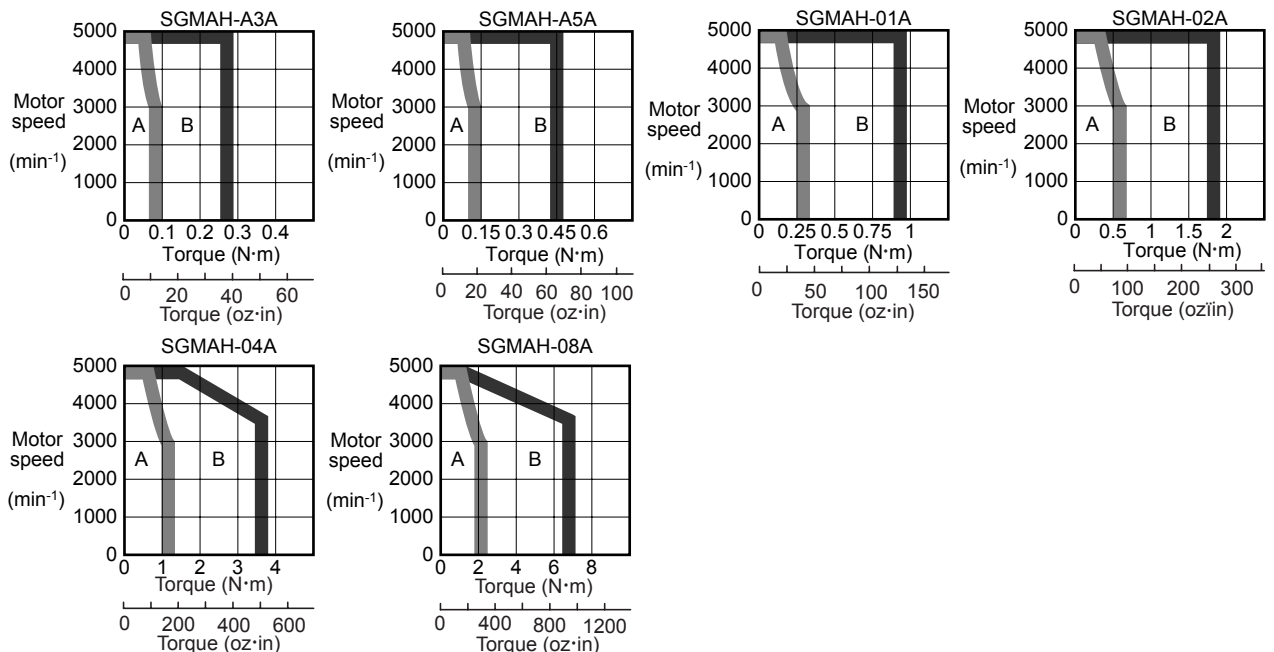 SGMAH-A3A
5000
4000
Motor
speed
3000
A
B
2000
(min-1)
1000
0
0 0.1 0.2 0.3 0.4
Torque (N·m)
0 20 40 60
Torque (oz·in)
SGMAH-A5A
5000
4000
Motor
speed
3000
A
B
2000
(min-1)
1000
0
0 0.15 0.3 0.45 0.6
Torque (N·m)
0 20 40 60 80 100
Torque (oz·in)
SGMAH-01A
5000
4000
Motor
speed
3000
A
B
2000
(min-1)
1000
0
0 0.25 0.5 0.75 1
Torque (N·m)
0 50 100 150
Torque (oz·in)
SGMAH-02A
5000
4000
Motor
speed
3000
A
B
2000
(min-1)
1000
0
0 0.5 1 1.5 2
Torque (N·m)
0 100 200 300
Torque (ozïin)
SGMAH-04A
5000
4000
Motor
speed
3000
A
B
2000
(min-1)
1000
0
0 1 2 3 4
Torque (N·m)
0 200 400 600
Torque (oz·in)
SGMAH-08A
5000
4000
Motor
speed
3000
A
B
2000
(min-1)
1000
0
0 2 4 6 8
Torque (N·m)
0 400 800 1200
Torque (oz·in)